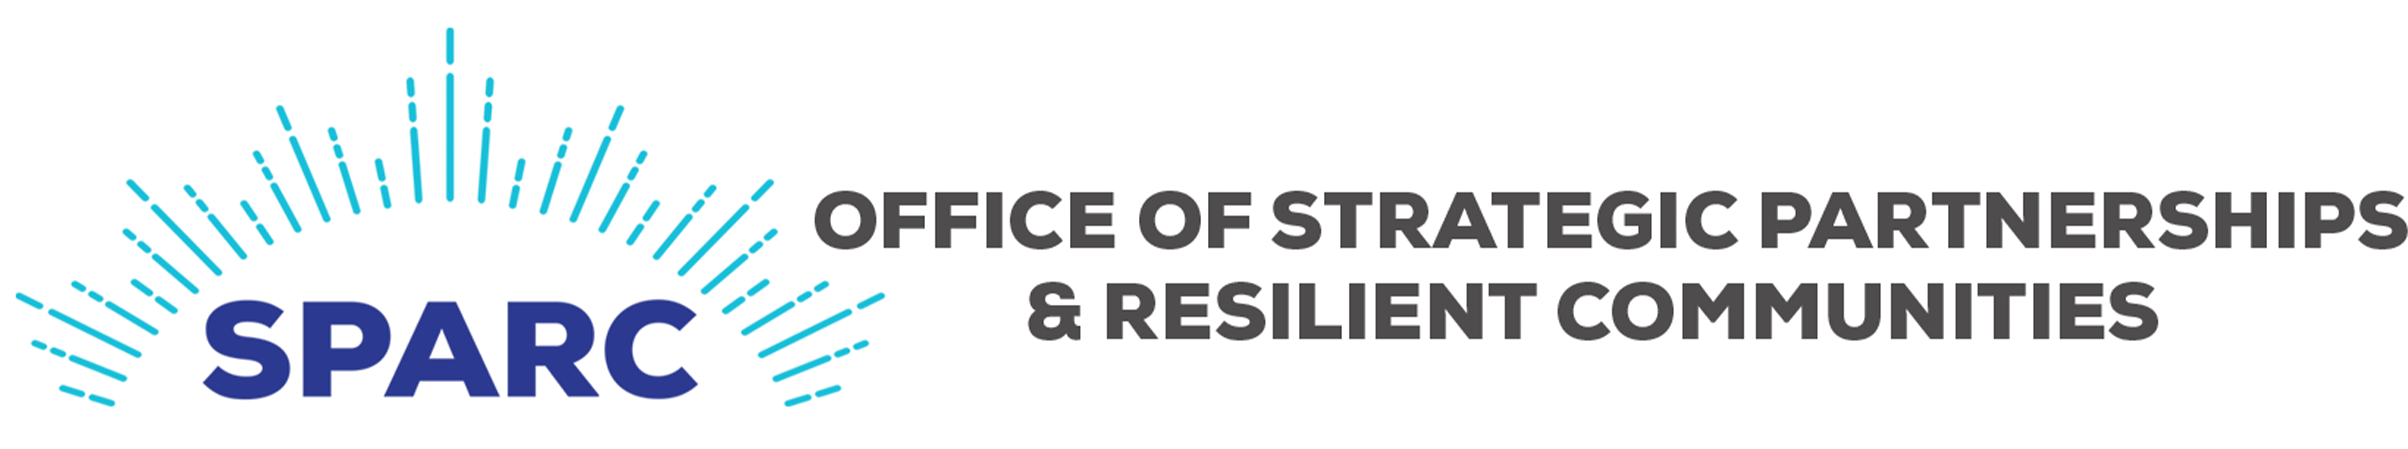 SPARC
OFFICE OF STRATEGIC PARTNERSHIPS
& RESILIENT COMMUNITIES